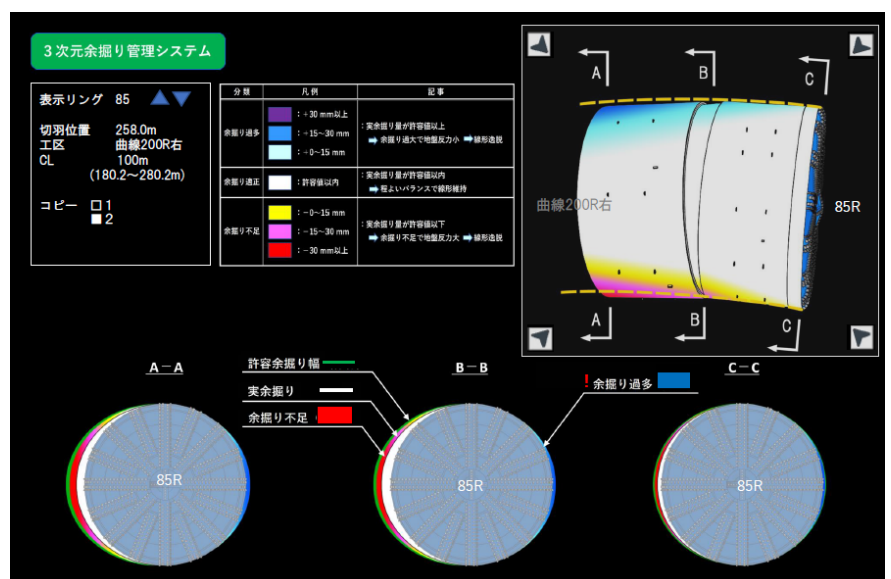 3次元余掘り管理システム
表示リング 85
切羽位置 258.0m
工区 曲線200R右
CL 100m
(180.2～280.2m)
コピー □1
■2
分類 凡例 記事
余掘り過多
：+30 mm以上
：+15～30 mm
：+0～15 mm
：実余掘り量が許容値以上
➡ 余掘り過大で地盤反力小 ➡ 線形逸脱
余掘り適正
：許容値以内
：実余掘り量が許容値以内
➡ 程よいバランスで線形維持
余掘り不足
：−0～15 mm
：−15～30 mm
：−30 mm以上
：実余掘り量が許容値以下
➡ 余掘り不足で地盤反力大 ➡ 線形逸脱
A B C
曲線200R右
85R
A B C
A－A
許容余掘り幅
実余掘り
余掘り不足
B－B
！余掘り過多
C－C
85R
85R
85R